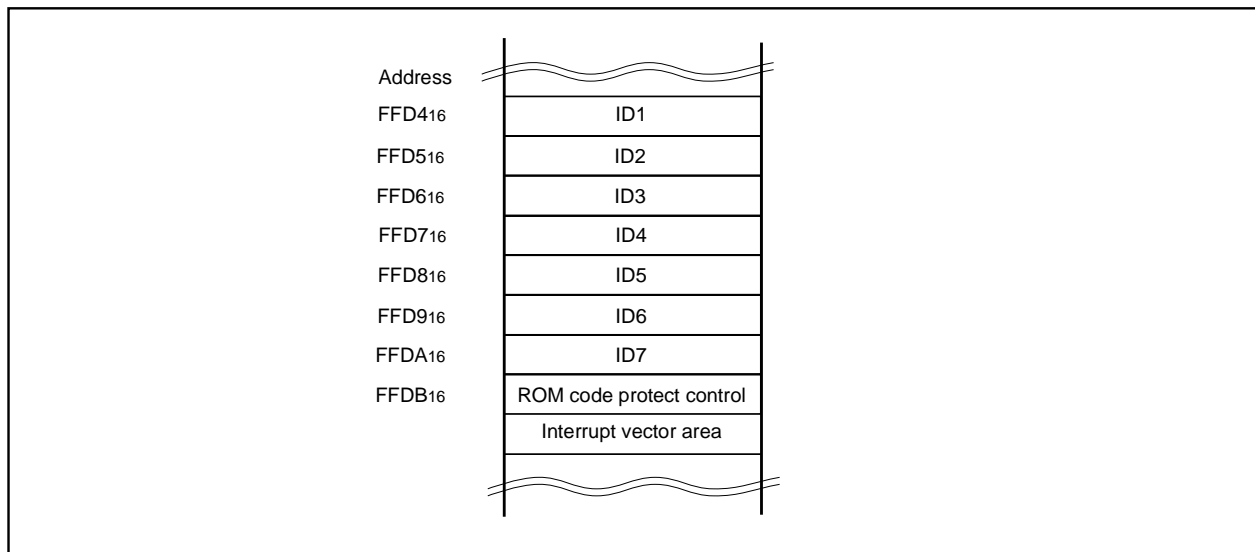 Address
FFD416 ID1
FFD516 ID2
FFD616 ID3
FFD716 ID4
FFD816 ID5
FFD916 ID6
FFDA16 ID7
FFDB16 ROM code protect control
Interrupt vector area